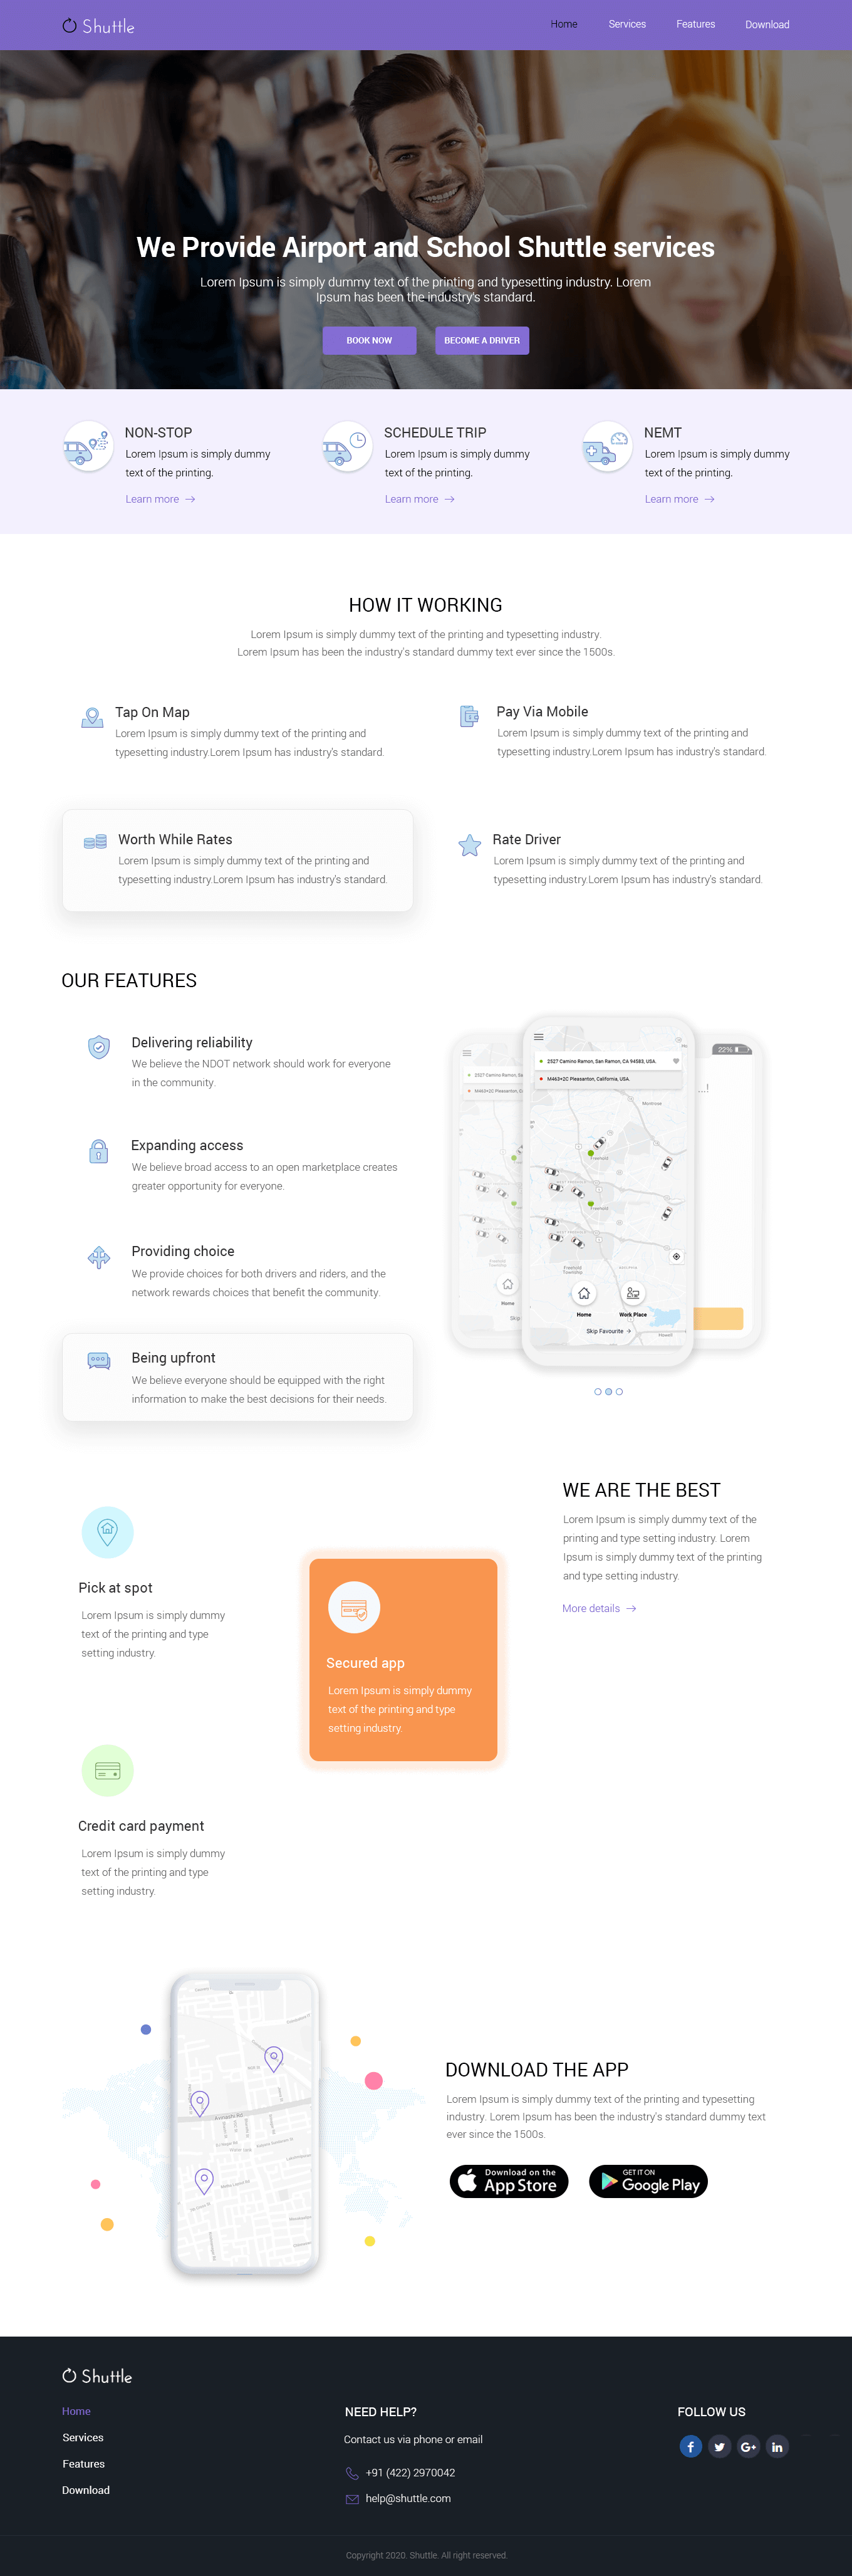 Shuttle
Home
Services
Features
Download
We Provide Airport and School Shuttle services
Lorem Ipsum is simply dummy text of the printing and typesetting industry. Lorem
Ipsum has been the industry's standard.
BOOK NOW
BECOME A DRIVER
NON-STOP
Lorem Ipsum is simply dummy
text of the printing.
Learn more
SCHEDULE TRIP
Lorem Ipsum is simply dummy
text of the printing.
Learn more
NEMT
Lorem Ipsum is simply dummy
text of the printing.
Learn more
HOW IT WORKING
Lorem Ipsum is simply dummy text of the printing and typesetting industry.
Lorem Ipsum has been the industry's standard dummy text ever since the 1500s.
Tap On Map
Lorem Ipsum is simply dummy text of the printing and
typesetting industry.Lorem Ipsum has industry's standard.
Pay Via Mobile
Lorem Ipsum is simply dummy text of the printing and
typesetting industry.Lorem Ipsum has industry's standard.
Worth While Rates
Lorem Ipsum is simply dummy text of the printing and
typesetting industry.Lorem Ipsum has industry's standard.
Rate Driver
Lorem Ipsum is simply dummy text of the printing and
typesetting industry.Lorem Ipsum has industry's standard.
OUR FEATURES
Delivering reliability
We believe the NDOT network should work for everyone
in the community.
Expanding access
We believe broad access to an open marketplace creates
greater opportunity for everyone.
Providing choice
We provide choices for both drivers and riders, and the
network rewards choices that benefit the community.
Being upfront
We believe everyone should be equipped with the right
information to make the best decisions for their needs.
22%
...!
2527 Camino Ramon, San Ramon, CA 94583, USA.
M463+2C Pleasanton, California, USA.
Montrose
Freehold
Freehold
Freehold
Township
Howell
Home
Work Place
Skip Favourite
2527 Camino Ramon, Sa
M463+2C Pleasanton, C
Home
Skip
WE ARE THE BEST
Lorem Ipsum is simply dummy text of the
printing and type setting industry. Lorem
Ipsum is simply dummy text of the printing
and type setting industry.
More details
Pick at spot
Lorem Ipsum is simply dummy
text of the printing and type
setting industry.
Secured app
Lorem Ipsum is simply dummy
text of the printing and type
setting industry.
Credit card payment
Lorem Ipsum is simply dummy
text of the printing and type
setting industry.
DOWNLOAD THE APP
Lorem Ipsum is simply dummy text of the printing and typesetting
industry. Lorem Ipsum has been the industry's standard dummy text
ever since the 1500s.
Download on the
App Store
GET IT ON
Google Play
Shuttle
Home
Services
Features
Download
NEED HELP?
Contact us via phone or email
+91 (422) 2970042
help@shuttle.com
FOLLOW US
f
G+
in
Copyright 2020. Shuttle. All right reserved.